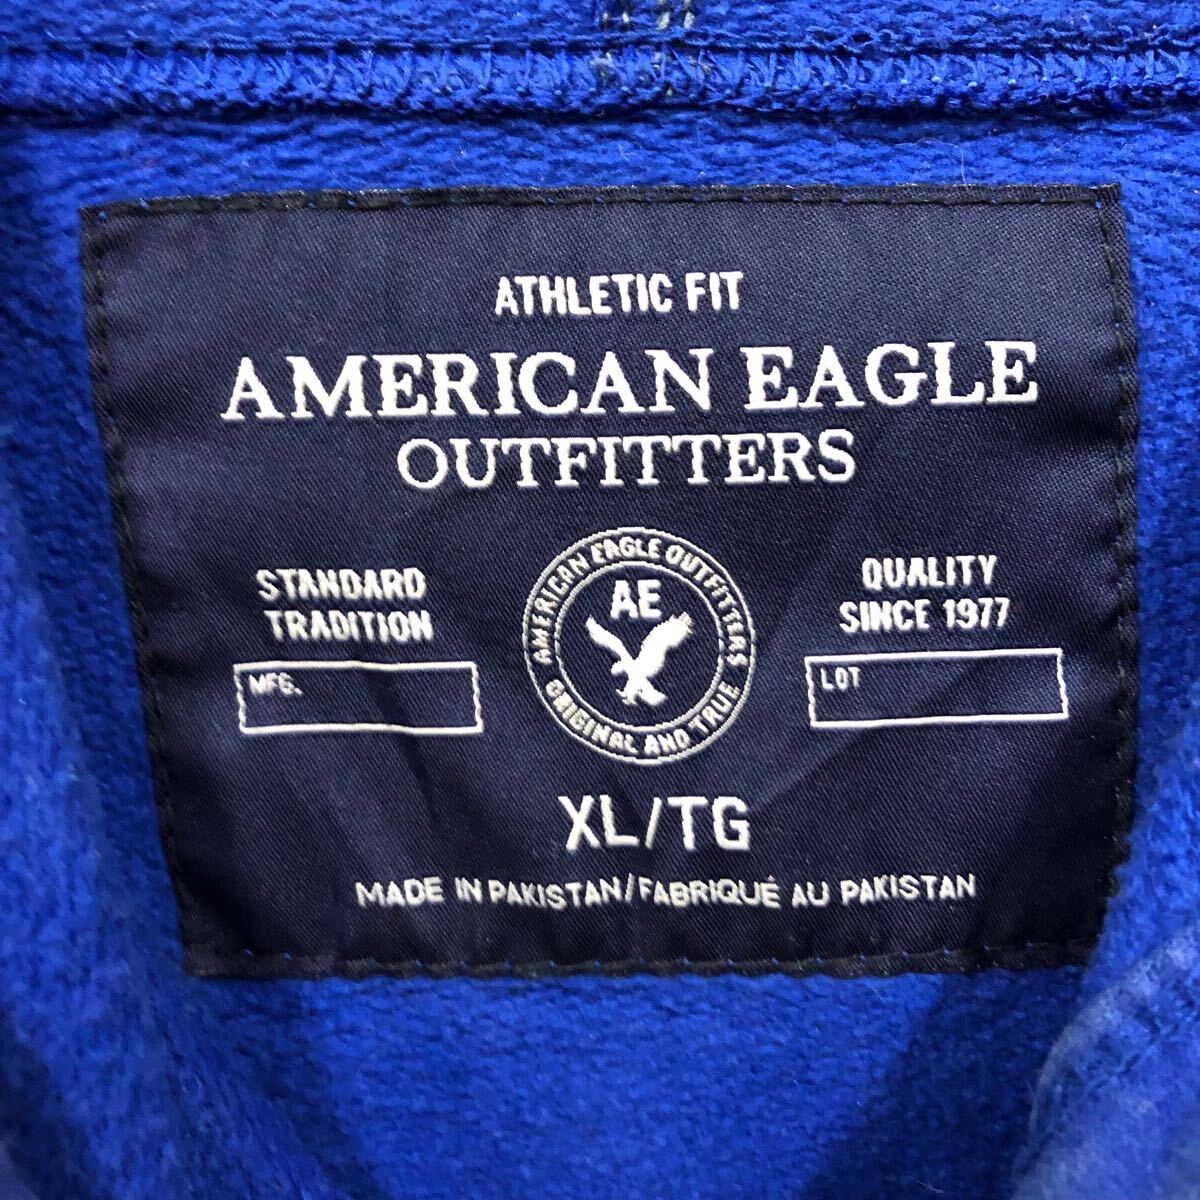 ATHLETIC FIT
AMERICAN EAGLE
OUTFITTERS
STANDARD
TRADITION
MFG.
AMERICAN EAGLE OUTFITTERS
AE
ORIGINAL AND TRUE
QUALITY
SINCE 1977
LOT
XL/TG
MADE IN PAKISTAN/FABRIQUÉ AU PAKISTAN